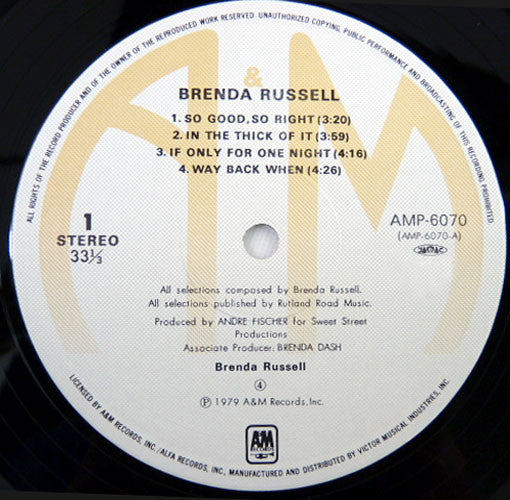 ALL RIGHTS OF THE RECORD PRODUCER AND OF THE OWNER OF THE REPRODUCED WORK RESERVED. UNAUTHORIZED COPYING, PUBLIC PERFORMANCE AND BROADCASTING OF THIS RECORDING PROHIBITED
A&M
BRENDA RUSSELL
1. SO GOOD, SO RIGHT (3:20)
2. IN THE THICK OF IT (3:59)
3. IF ONLY FOR ONE NIGHT (4:16)
4. WAY BACK WHEN (4:26)
1
STEREO
33⅓
AMP-6070
(AMP-6070-A)
JASRAC
All selections composed by Brenda Russell.
All selections published by Rutland Road Music.
Produced by ANDRE FISCHER for Sweet Street
Productions
Associate Producer: BRENDA DASH
Brenda Russell
④
Ⓟ 1979 A&M Records, Inc.
A&M
RECORDS
LICENSED BY A&M RECORDS, INC./ALFA RECORDS, INC., MANUFACTURED AND DISTRIBUTED BY VICTOR MUSICAL INDUSTRIES, INC.